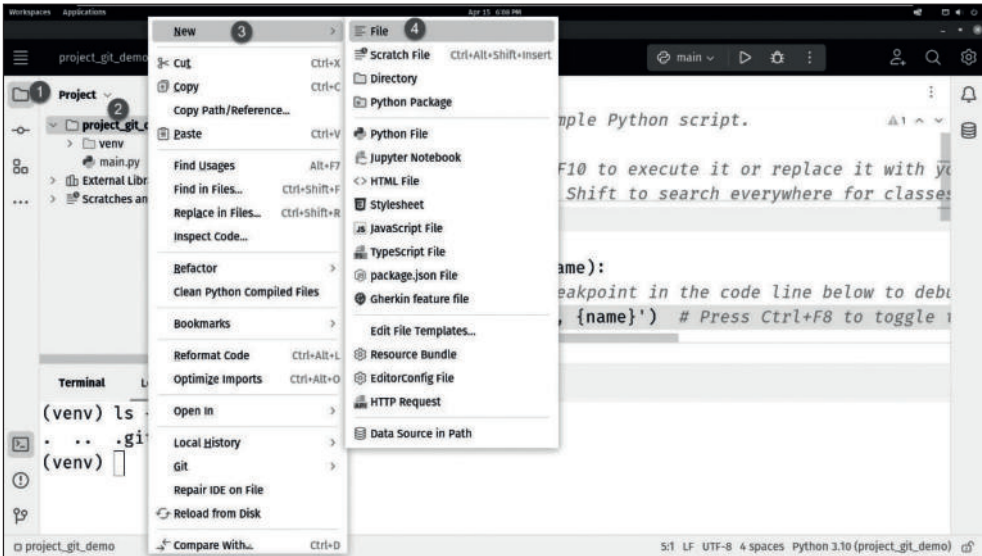 Workspaces Applications Apr 15 6:08 PM
project_git_demo main
1 Project
2
project_git_d
venv
main.py
External Libr
Scratches an
New 3
Cut Ctrl+X
Copy Ctrl+C
Copy Path/Reference...
Paste Ctrl+V
Find Usages Alt+F7
Find in Files... Ctrl+Shift+F
Replace in Files... Ctrl+Shift+R
Inspect Code...
Refactor
Clean Python Compiled Files
Bookmarks
Reformat Code Ctrl+Alt+L
Optimize Imports Ctrl+Alt+O
Open In
Local History
Git
Repair IDE on File
Reload from Disk
Compare With... Ctrl+D
File 4
Scratch File Ctrl+Alt+Shift+Insert
Directory
Python Package
Python File
Jupyter Notebook
HTML File
Stylesheet
JavaScript File
TypeScript File
package.json File
Gherkin feature file
Edit File Templates...
Resource Bundle
EditorConfig File
HTTP Request
Data Source in Path
mple Python script. 1
F10 to execute it or replace it with yo
Shift to search everywhere for classes
ame):
eakpoint in the code line below to debu
, {name}') # Press Ctrl+F8 to toggle
Terminal L
(venv) ls -
. .. .gi
(venv)
project_git_demo 5:1 LF UTF-8 4 spaces Python 3.10 (project_git_demo)